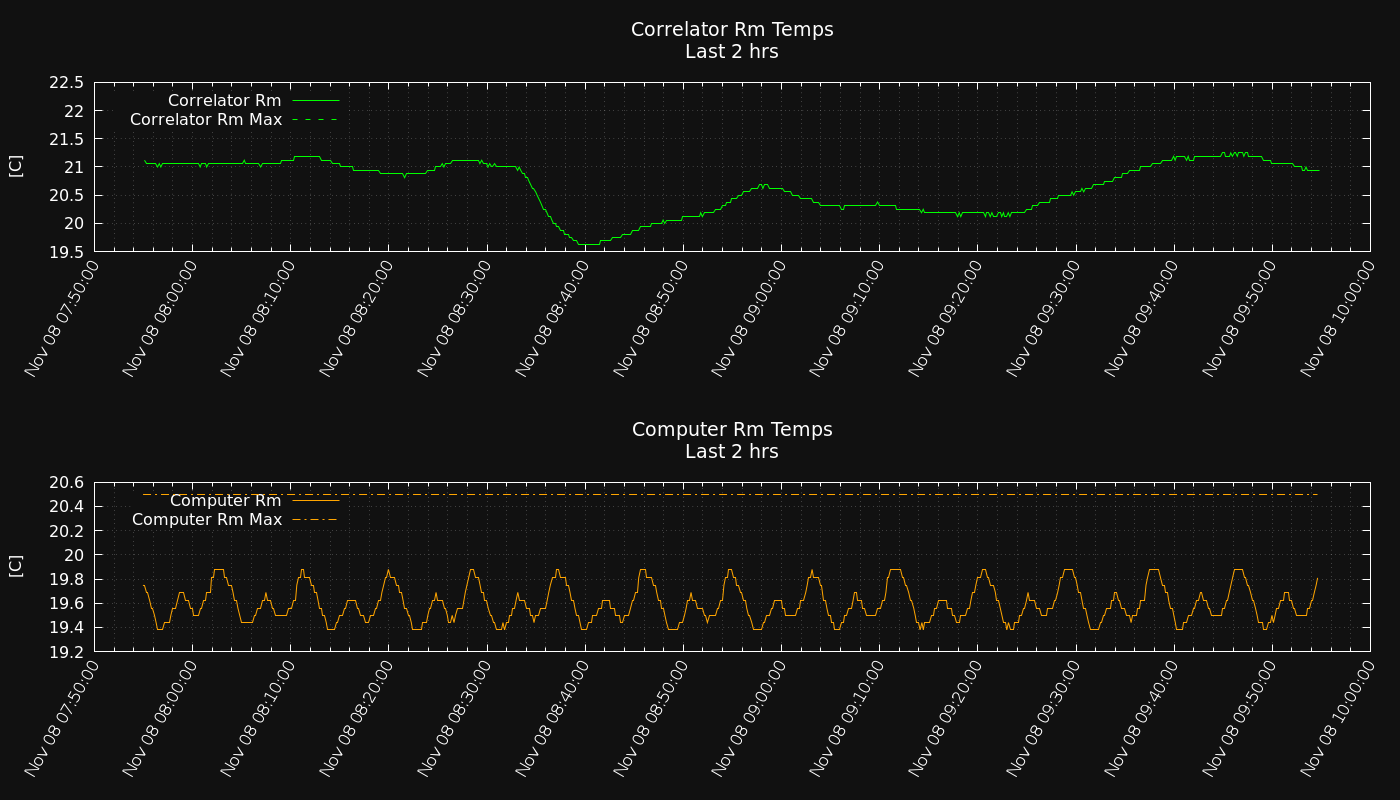 Correlator Rm Temps
Last 2 hrs
22.5
22
21.5
21
20.5
20
19.5
[C]
Correlator Rm
Correlator Rm Max
Nov 08 07:50:00
Nov 08 08:00:00
Nov 08 08:10:00
Nov 08 08:20:00
Nov 08 08:30:00
Nov 08 08:40:00
Nov 08 08:50:00
Nov 08 09:00:00
Nov 08 09:10:00
Nov 08 09:20:00
Nov 08 09:30:00
Nov 08 09:40:00
Nov 08 09:50:00
Nov 08 10:00:00
Computer Rm Temps
Last 2 hrs
20.6
20.4
20.2
20
19.8
19.6
19.4
19.2
[C]
Computer Rm
Computer Rm Max
Nov 08 07:50:00
Nov 08 08:00:00
Nov 08 08:10:00
Nov 08 08:20:00
Nov 08 08:30:00
Nov 08 08:40:00
Nov 08 08:50:00
Nov 08 09:00:00
Nov 08 09:10:00
Nov 08 09:20:00
Nov 08 09:30:00
Nov 08 09:40:00
Nov 08 09:50:00
Nov 08 10:00:00